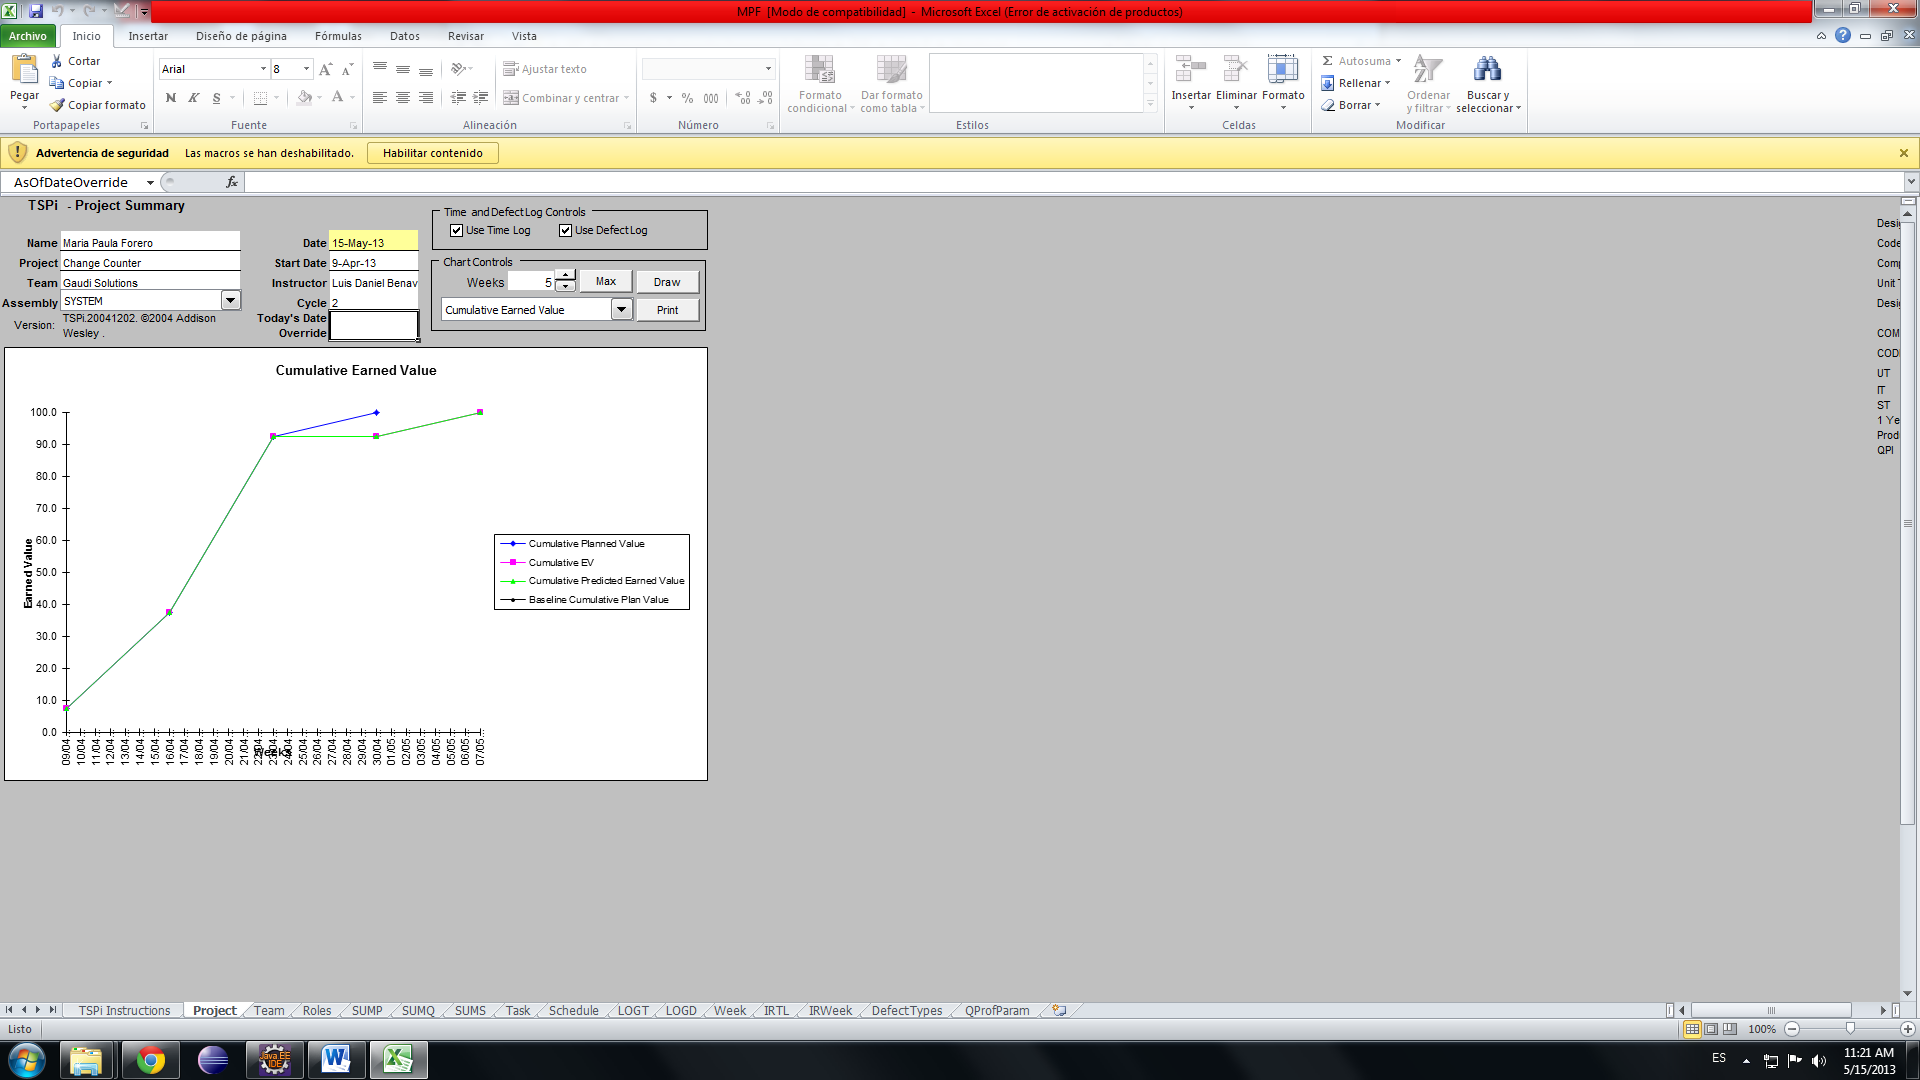 MPF  [Modo de compatibilidad]  -  Microsoft Excel (Error de activación de productos)
Archivo Inicio Insertar Diseño de página Fórmulas Datos Revisar Vista
Pegar
Cortar
Copiar
Copiar formato
Portapapeles
Arial 8
N K S
Fuente
Ajustar texto
Combinar y centrar
Alineación
$ % 000
Número
Formato condicional
Dar formato como tabla
Estilos
Insertar Eliminar Formato
Celdas
Autosuma
Rellenar
Borrar
Ordenar y filtrar
Buscar y seleccionar
Modificar
Advertencia de seguridad Las macros se han deshabilitado. Habilitar contenido
AsOfDateOverride fx
TSPi - Project Summary
Name Maria Paula Forero
Project Change Counter
Team Gaudi Solutions
Assembly SYSTEM
Version: TSPi.20041202. ©2004 Addison
Wesley .
Date 15-May-13
Start Date 9-Apr-13
Instructor Luis Daniel Benav
Cycle 2
Today's Date
Override
Time and Defect Log Controls
Use Time Log Use Defect Log
Chart Controls
Weeks 5 Max Draw
Cumulative Earned Value Print
Desi
Code
Comp
Unit
Desi
COM
COD
UT
IT
ST
1 Ye
Prod
QPI
Cumulative Earned Value
100.0
90.0
80.0
70.0
60.0
50.0
40.0
30.0
20.0
10.0
0.0
Earned Value
Cumulative Planned Value
Cumulative EV
Cumulative Predicted Earned Value
Baseline Cumulative Plan Value
09/04... 10/04... 11/04... 12/04... 13/04... 14/04... 15/04... 16/04... 17/04... 18/04... 19/04... 20/04... 21/04... 22/04... 23/04... 24/04... 25/04... 26/04... 27/04... 28/04... 29/04... 30/04... 01/05... 02/05... 03/05... 04/05... 05/05... 06/05... 07/05...
Weeks
TSPi Instructions Project Team Roles SUMP SUMQ SUMS Task Schedule LOGT LOGD Week IRTL IRWeek DefectTypes QProfParam
Listo 100%
Java EE
IDE
ES
11:21 AM
5/15/2013